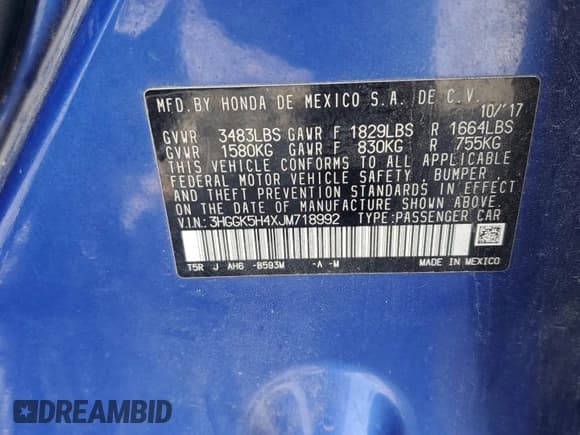 MFD. BY HONDA DE MEXICO S.A. DE C.V.
10/'17
GVWR 3483LBS GAWR F 1829LBS R 1664LBS
GVWR 1580KG GAWR F 830KG R 755KG
THIS VEHICLE CONFORMS TO ALL APPLICABLE
FEDERAL MOTOR VEHICLE SAFETY, BUMPER,
AND THEFT PREVENTION STANDARDS IN EFFECT
ON THE DATE OF MANUFACTURE SHOWN ABOVE.
V.I.N.: 3HGGK5H4XJM718992 TYPE:PASSENGER CAR
T5R J AH6 -B593M -A -M
MADE IN MEXICO
DREAMBID